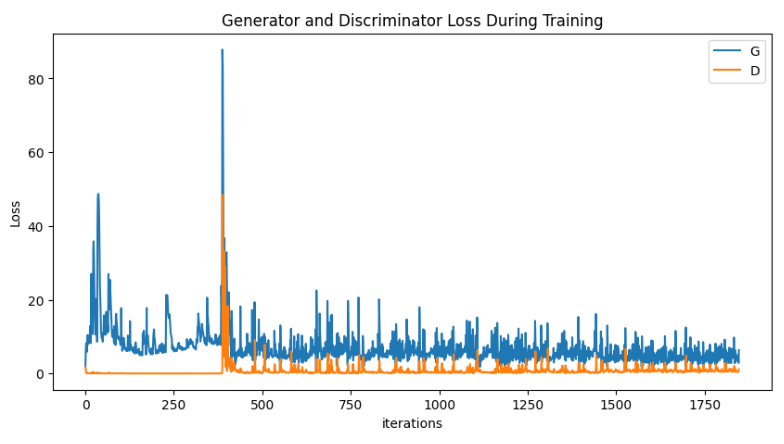 Generator and Discriminator Loss During Training
G
D
80
60
40
20
0
Loss
0 250 500 750 1000 1250 1500 1750
iterations